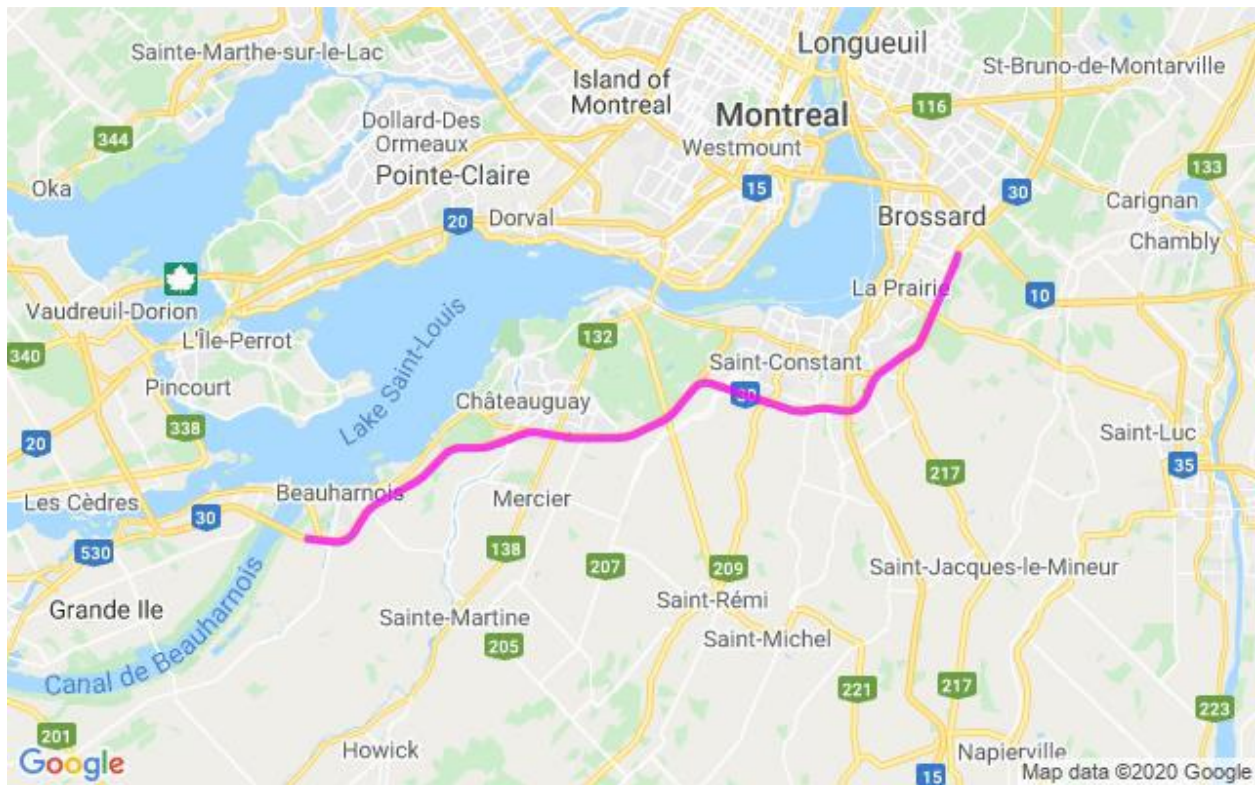 Sainte-Marthe-sur-le-Lac
Longueuil
St-Bruno-de-Montarville
Island of
Montreal
Montreal
116
344
Dollard-Des
Ormeaux
Westmount
133
Oka
Pointe-Claire
15
30
Carignan
20
Dorval
Brossard
Chambly
Vaudreuil-Dorion
La Prairie
10
L'Île-Perrot
132
340
Lake Saint-Louis
Saint-Constant
Pincourt
30
Châteauguay
338
20
Saint-Luc
35
217
Les Cèdres
Beauharnois
Mercier
30
530
138
207
209
Saint-Jacques-le-Mineur
Grande Ile
Canal de Beauharnois
Sainte-Martine
Saint-Rémi
205
Saint-Michel
221
217
223
201
Howick
Napierville
15
Google
Map data ©2020 Google